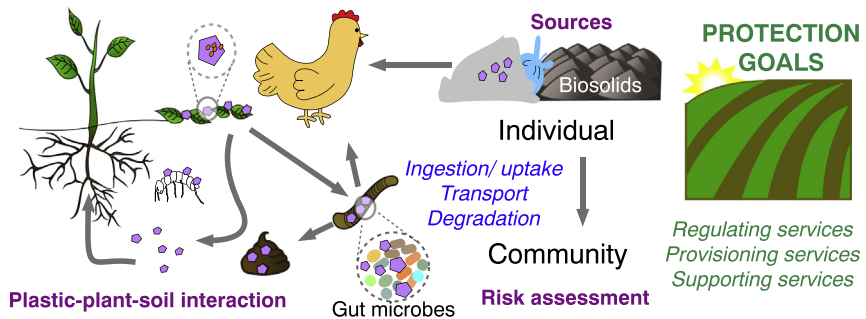 Sources
Biosolids
PROTECTION
GOALS
Individual
Ingestion/ uptake
Transport
Degradation
Community
Risk assessment
Regulating services
Provisioning services
Supporting services
Plastic-plant-soil interaction
Gut microbes